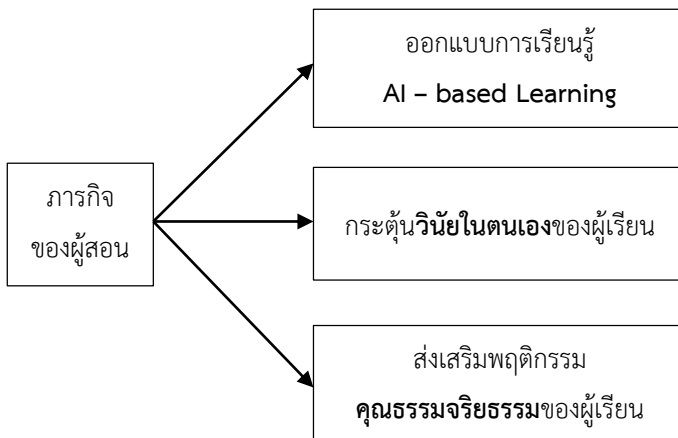 ออกแบบการเรียนรู้
AI – based Learning
ภารกิจ
ของผู้สอน
กระตุ้นวินัยในตนเองของผู้เรียน
ส่งเสริมพฤติกรรม
คุณธรรมจริยธรรมของผู้เรียน